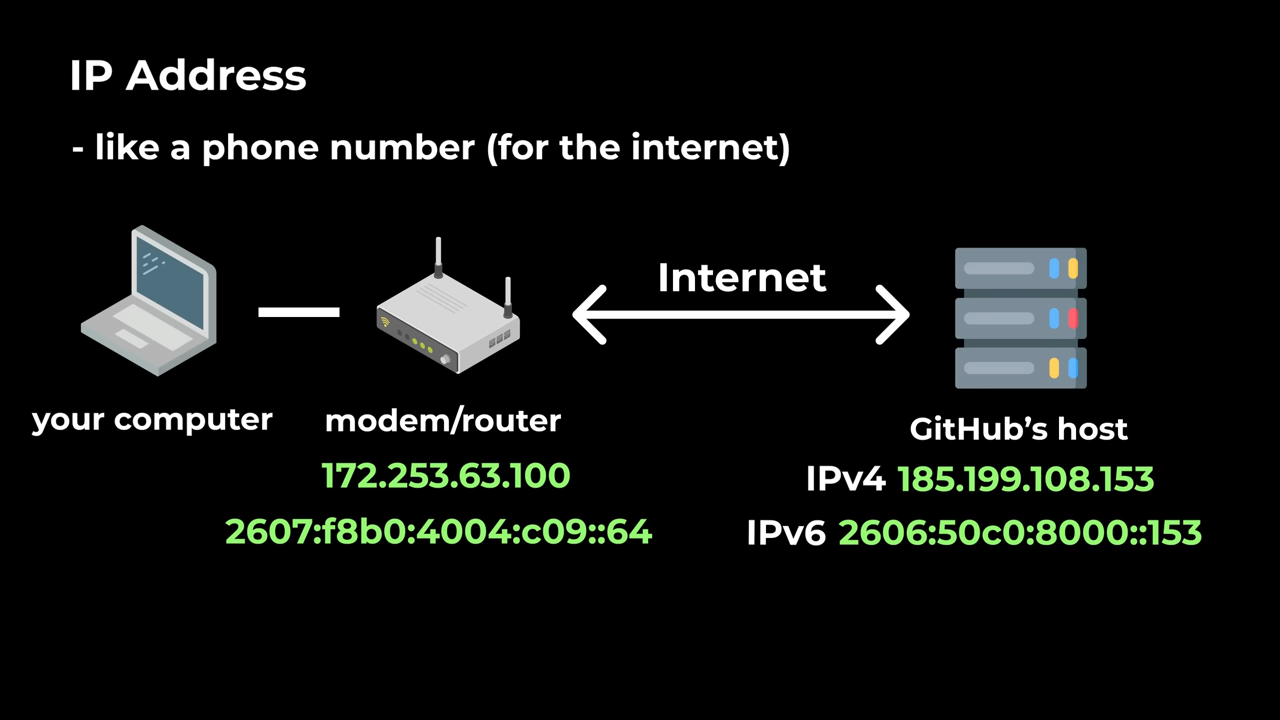 IP Address
- like a phone number (for the internet)
Internet
your computer
modem/router
GitHub’s host
172.253.63.100
IPv4 185.199.108.153
2607:f8b0:4004:c09::64
IPv6 2606:50c0:8000::153